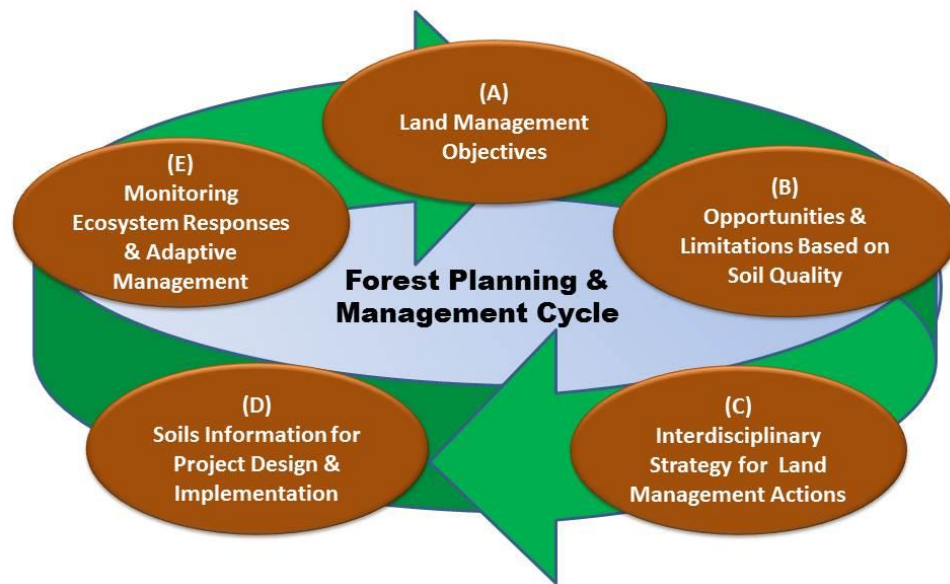 (A)
Land Management
Objectives
(B)
Opportunities &
Limitations Based on
Soil Quality
(C)
Interdisciplinary
Strategy for Land
Management Actions
(D)
Soils Information for
Project Design &
Implementation
(E)
Monitoring
Ecosystem Responses
& Adaptive
Management
Forest Planning &
Management Cycle